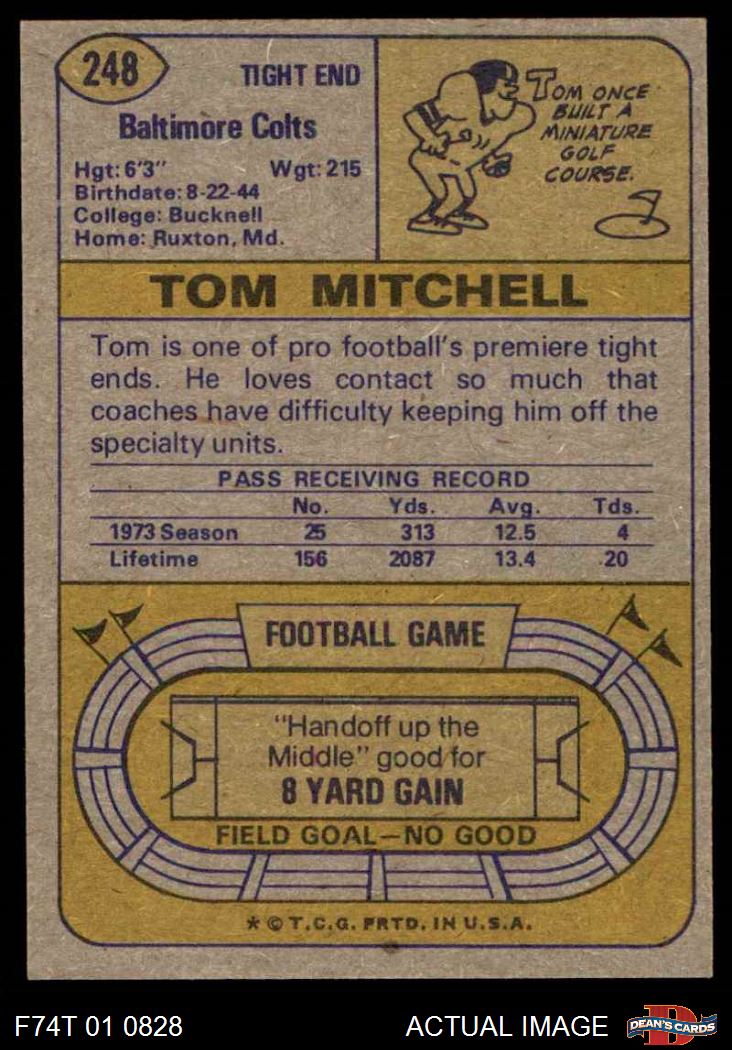 248
TIGHT END
Baltimore Colts
Hgt: 6'3" Wgt: 215
Birthdate: 8-22-44
College: Bucknell
Home: Ruxton, Md.
TOM ONCE
BUILT A
MINIATURE
GOLF
COURSE.
TOM MITCHELL
Tom is one of pro football's premiere tight
ends. He loves contact so much that
coaches have difficulty keeping him off the
specialty units.
PASS RECEIVING RECORD
No. Yds. Avg. Tds.
1973 Season 25 313 12.5 4
Lifetime 156 2087 13.4 20
FOOTBALL GAME
"Handoff up the
Middle" good for
8 YARD GAIN
FIELD GOAL—NO GOOD
* © T.C.G. PRTD. IN U.S.A.
F74T 01 0828 ACTUAL IMAGE
D
DEAN'S CARDS